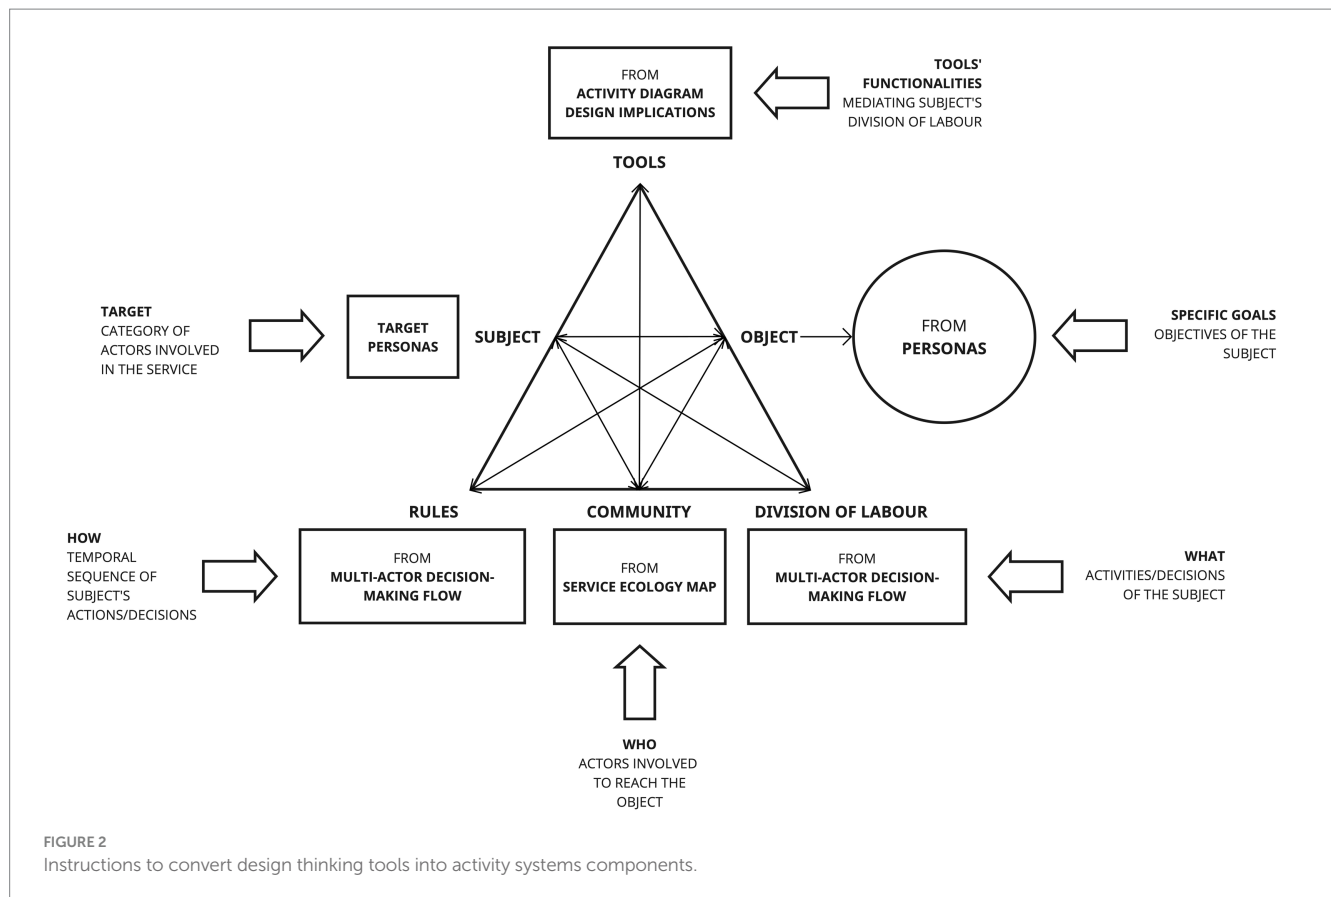 FROM
ACTIVITY DIAGRAM
DESIGN IMPLICATIONS
TOOLS'
FUNCTIONALITIES
MEDIATING SUBJECT'S
DIVISION OF LABOUR
TOOLS
TARGET
CATEGORY OF
ACTORS INVOLVED
IN THE SERVICE
TARGET
PERSONAS
SUBJECT
OBJECT
FROM
PERSONAS
SPECIFIC GOALS
OBJECTIVES OF THE
SUBJECT
RULES
COMMUNITY
DIVISION OF LABOUR
HOW
TEMPORAL
SEQUENCE OF
SUBJECT'S
ACTIONS/DECISIONS
FROM
MULTI-ACTOR DECISION-
MAKING FLOW
FROM
SERVICE ECOLOGY MAP
FROM
MULTI-ACTOR DECISION-
MAKING FLOW
WHAT
ACTIVITIES/DECISIONS
OF THE SUBJECT
WHO
ACTORS INVOLVED
TO REACH THE
OBJECT
FIGURE 2
Instructions to convert design thinking tools into activity systems components.